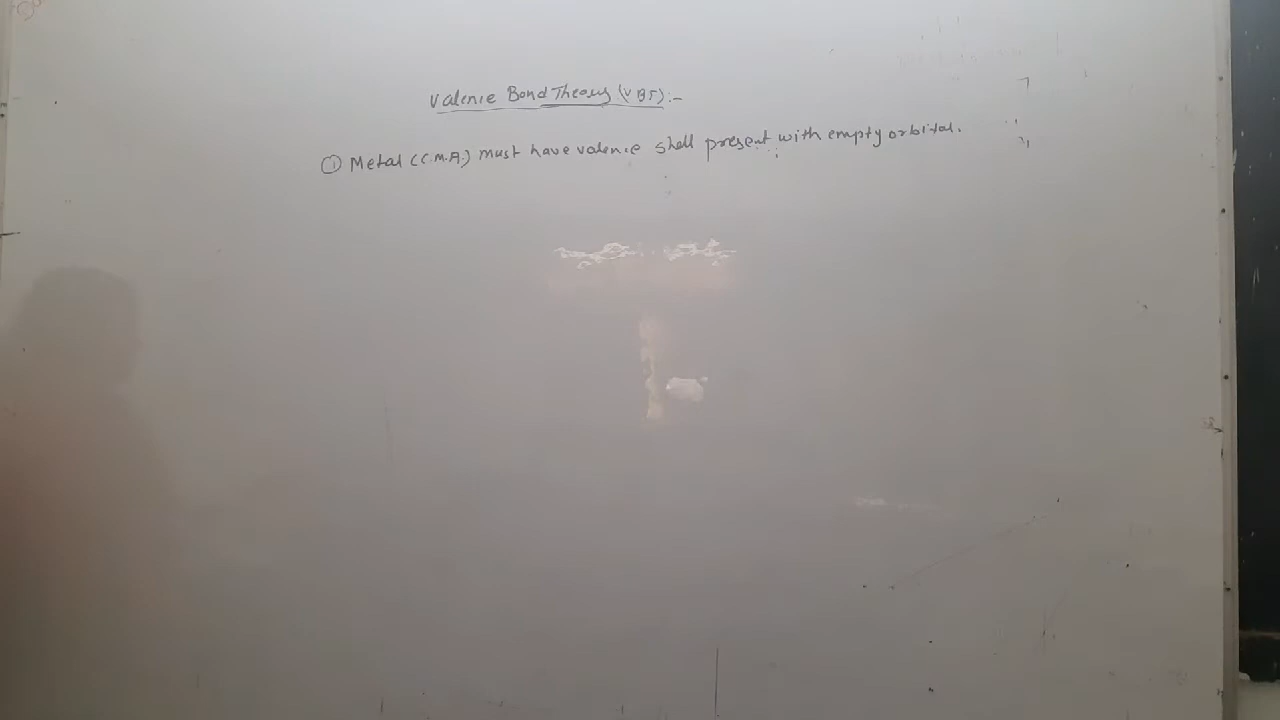 Valence Bond Theory (VBT):-
① Metal (C.M.A.) must have valence shell present with empty orbital.